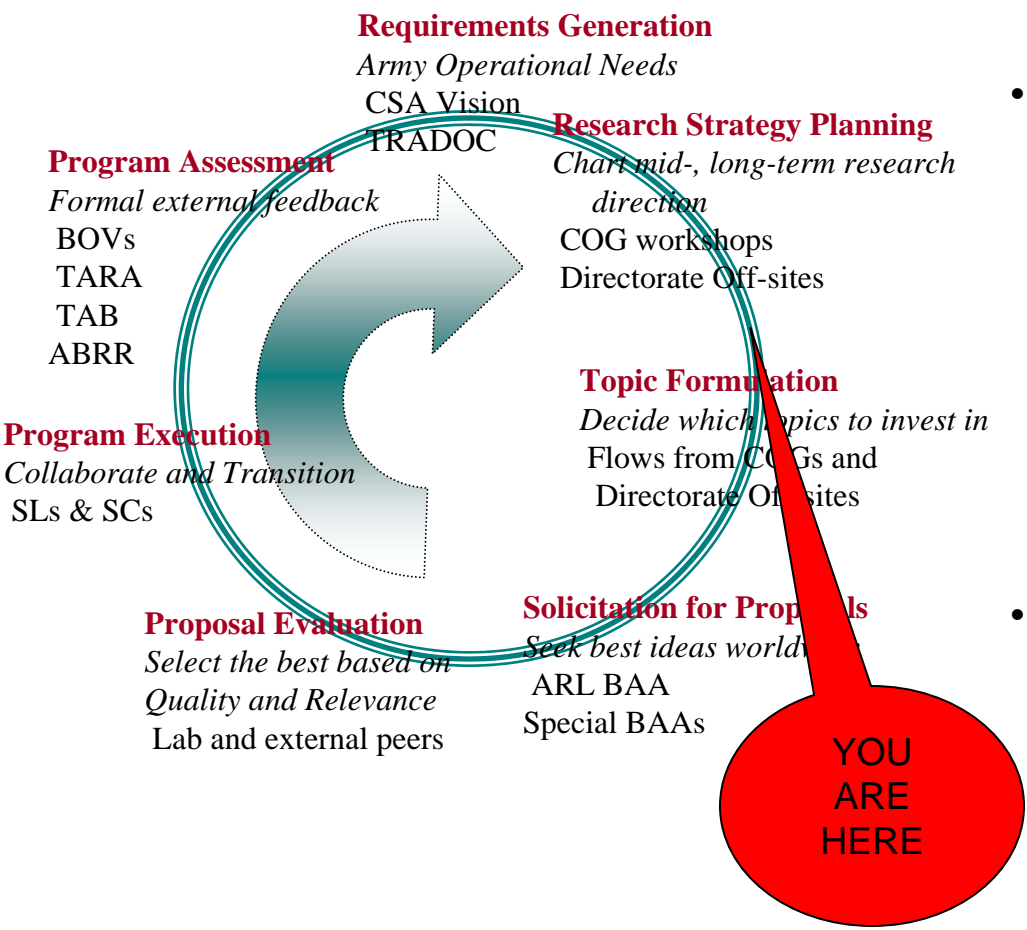 Requirements Generation
Army Operational Needs
CSA Vision
TRADOC
Research Strategy Planning
Chart mid-, long-term research
direction
COG workshops
Directorate Off-sites
Topic Formulation
Decide which topics to invest in
Flows from COGs and
Directorate Off-sites
Solicitation for Proposals
Seek best ideas worldwide
ARL BAA
Special BAAs
Proposal Evaluation
Select the best based on
Quality and Relevance
Lab and external peers
Program Execution
Collaborate and Transition
SLs & SCs
Program Assessment
Formal external feedback
BOVs
TARA
TAB
ABRR
YOU
ARE
HERE